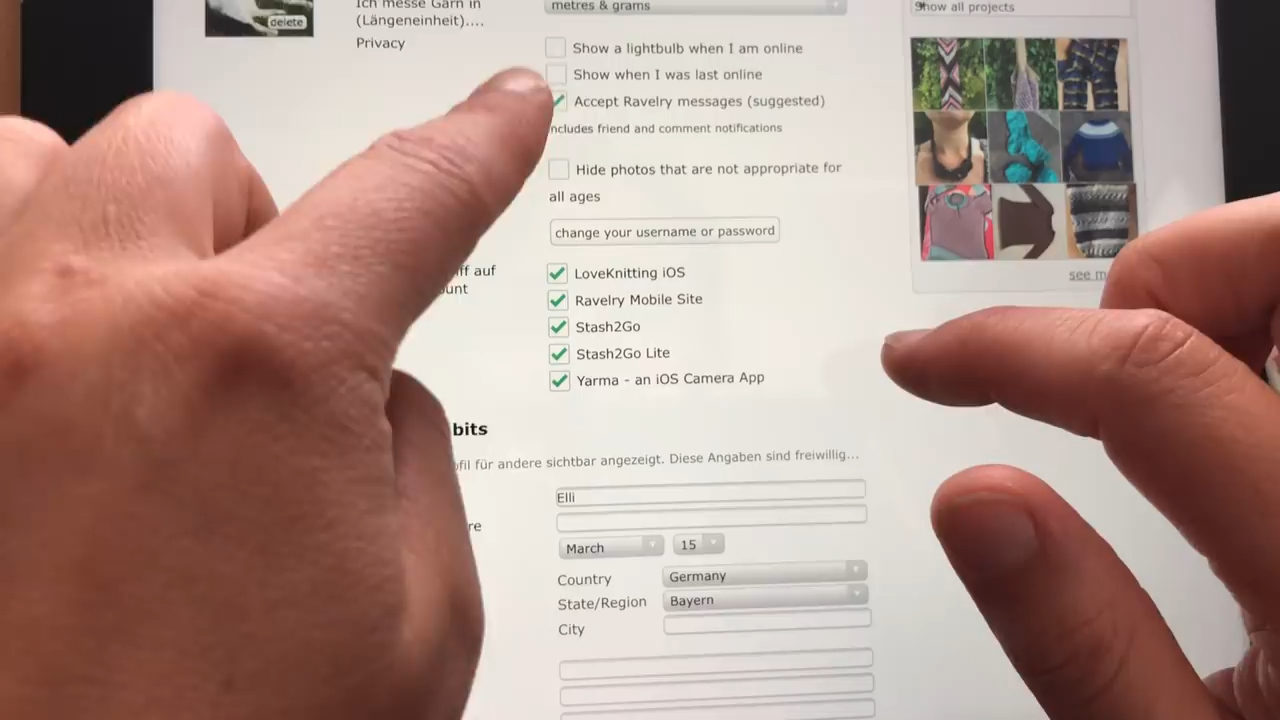 delete
Ich messe Garn in
(Längeneinheit)....
metres & grams
Show all projects
Privacy
Show a lightbulb when I am online
Show when I was last online
Accept Ravelry messages (suggested)
includes friend and comment notifications
Hide photos that are not appropriate for
all ages
change your username or password
see m
iff auf
unt
LoveKnitting iOS
Ravelry Mobile Site
Stash2Go
Stash2Go Lite
Yarma - an iOS Camera App
bits
ofil für andere sichtbar angezeigt. Diese Angaben sind freiwillig...
Elli
re
March
15
Country
Germany
State/Region
Bayern
City